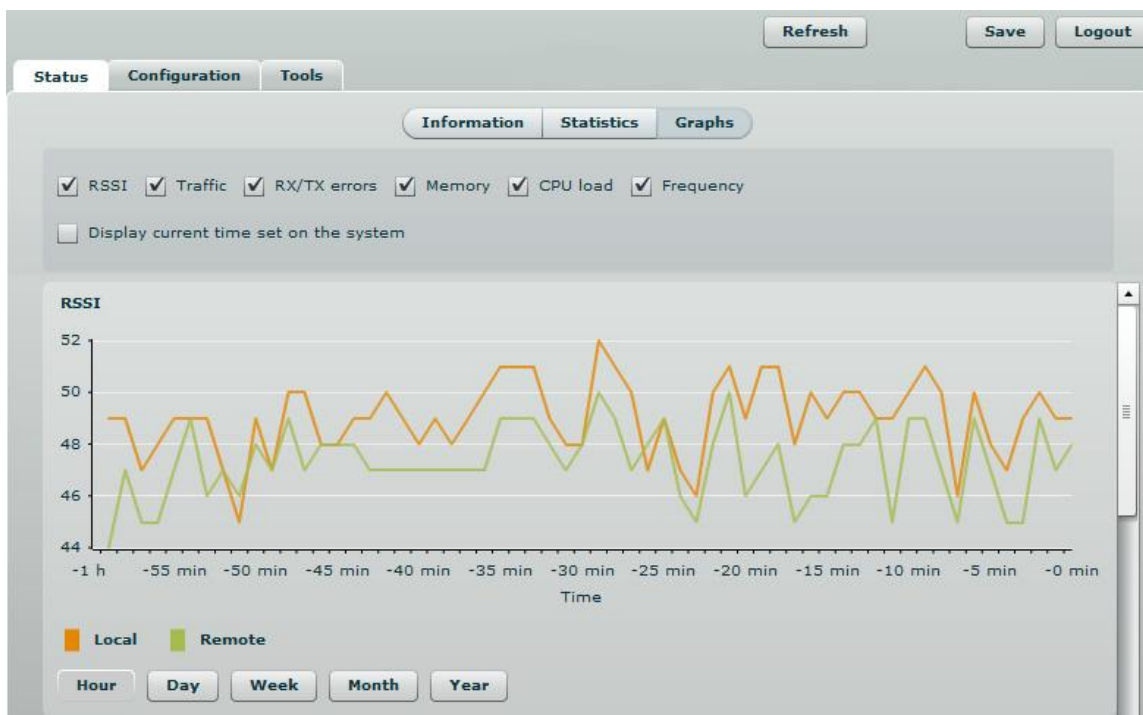 Refresh Save Logout
Status Configuration Tools
Information Statistics Graphs
RSSI Traffic RX/TX errors Memory CPU load Frequency
Display current time set on the system
RSSI
52
50
48
46
44
-1 h -55 min -50 min -45 min -40 min -35 min -30 min -25 min -20 min -15 min -10 min -5 min -0 min
Time
Local Remote
Hour Day Week Month Year